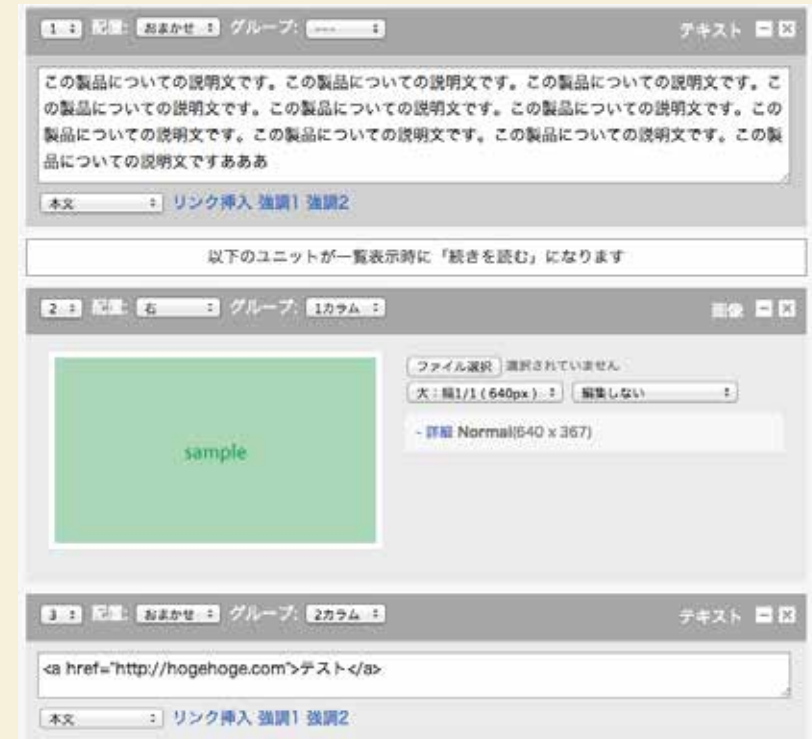 1 配置: おまかせ グループ: --- テキスト
この製品についての説明文です。この製品についての説明文です。この製品についての説明文です。こ
の製品についての説明文です。この製品についての説明文です。この製品についての説明文です。この
製品についての説明文です。この製品についての説明文です。この製品についての説明文です。この製
品についての説明文ですあああ
本文 リンク挿入 強調1 強調2
以下のユニットが一覧表示時に「続きを読む」になります
2 配置: 右 グループ: 1カラム 画像
ファイル選択 選択されていません
大:幅1/1 (640px) 編集しない
- 詳細 Normal(640 x 367)
sample
3 配置: おまかせ グループ: 2カラム テキスト
<a href="http://hogehoge.com">テスト</a>
本文 リンク挿入 強調1 強調2